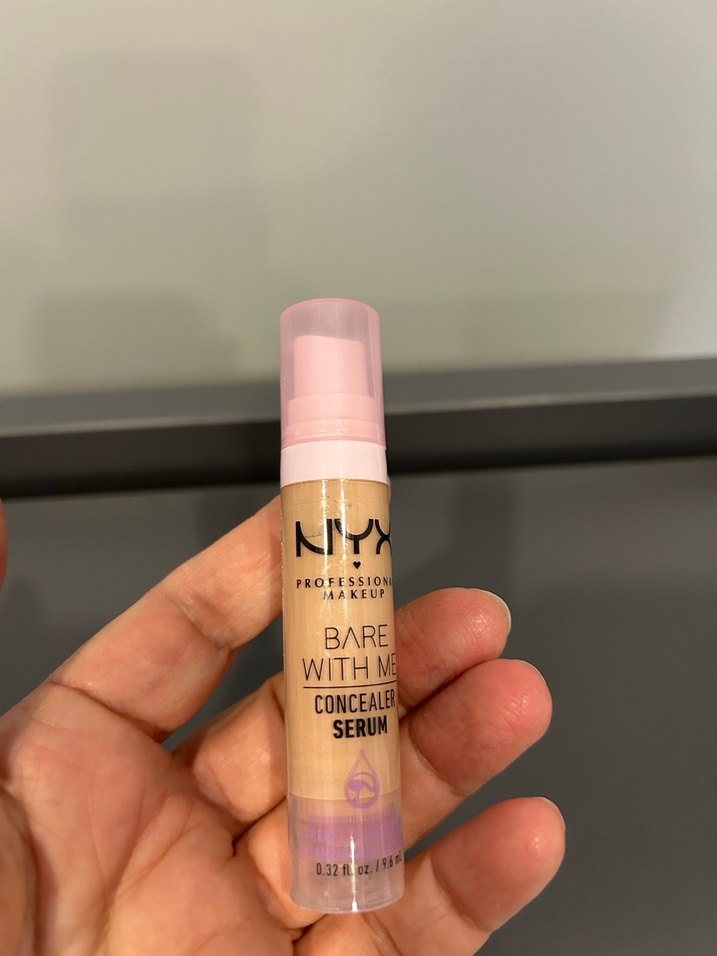 NYX
PROFESSIONAL
MAKEUP
BARE
WITH ME
CONCEALER
SERUM
0.32 fl. oz. / 9.6 mL